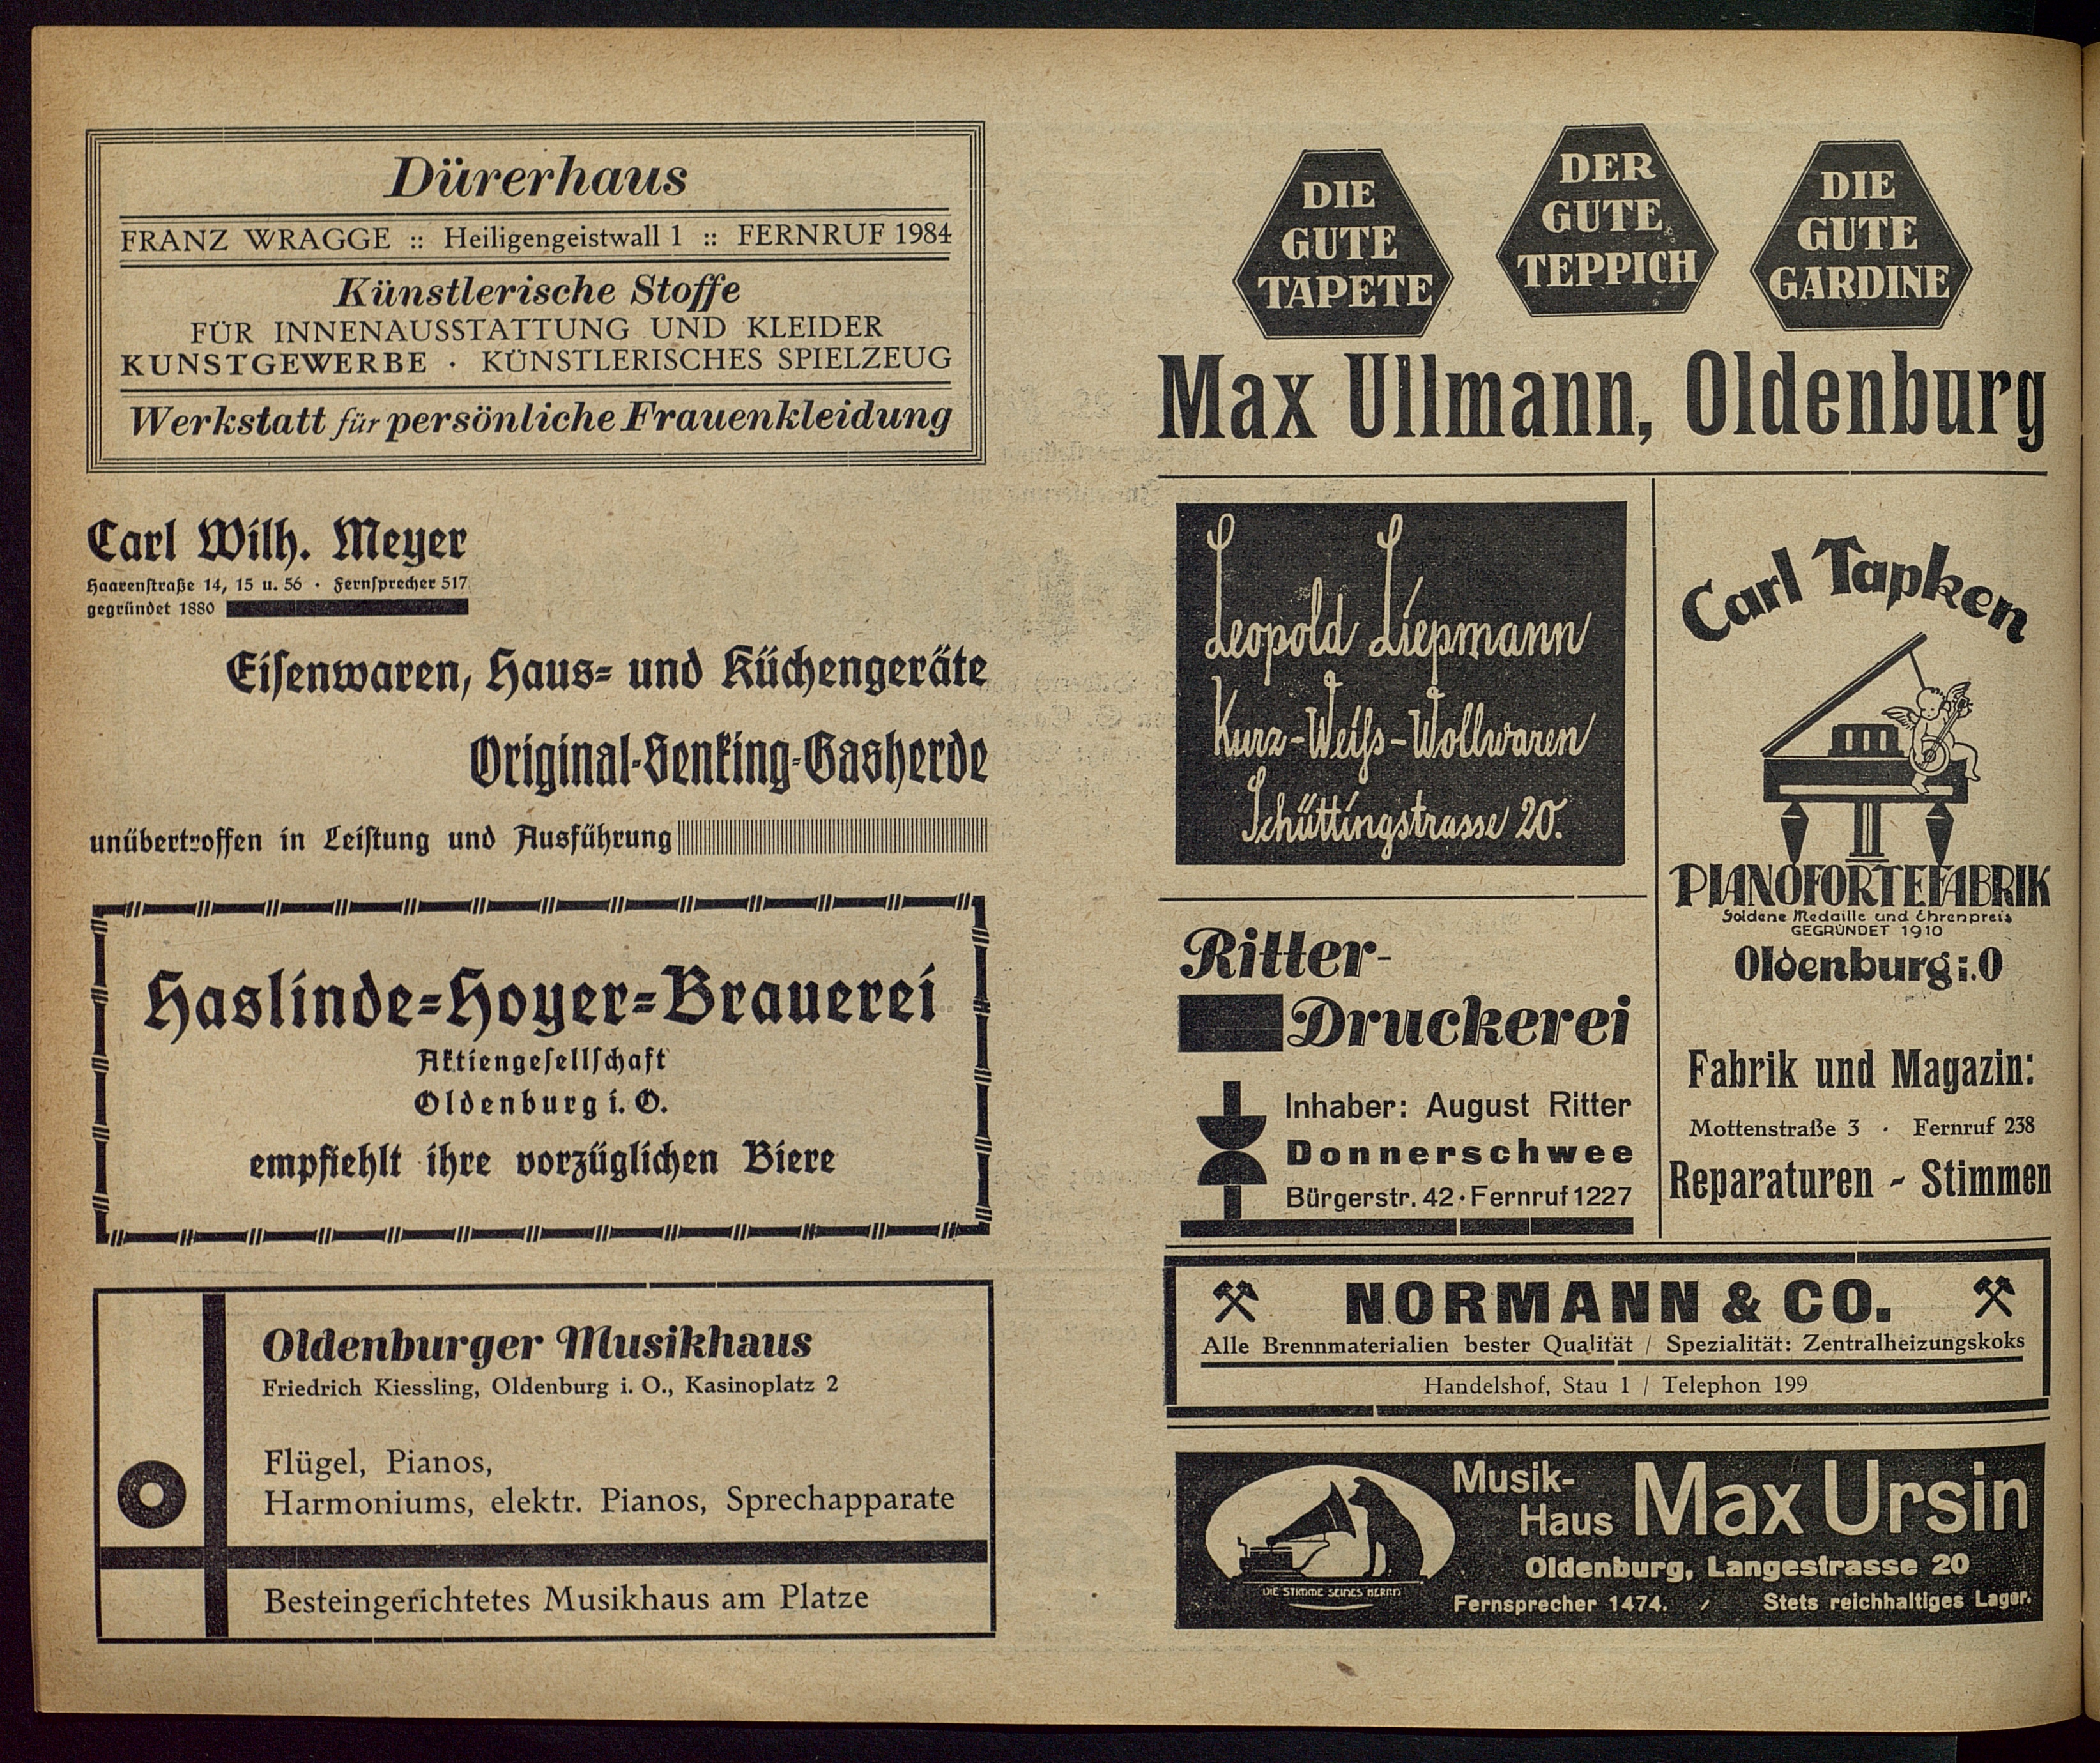 Dürerhaus
FRANZ WRAGGE :: Heiligengeistwall 1 :: FERNRUF 1984
Künstlerische Stoffe
FÜR INNENAUSSTATTUNG UND KLEIDER
KUNSTGEWERBE · KÜNSTLERISCHES SPIELZEUG
Werkstatt für persönliche Frauenkleidung
Carl Wilh. Meyer
Haarenſtraße 14, 15 u. 56 · Fernſprecher 517
gegründet 1880
Eiſenwaren, Haus- und Küchengeräte
Original-Senking-Gasherde
unübertroffen in Leiſtung und Ausführung
Haslinde-Hoyer-Brauerei
Aktiengeſellſchaft
Oldenburg i. O.
empfiehlt ihre vorzüglichen Biere
Oldenburger Musikhaus
Friedrich Kiessling, Oldenburg i. O., Kasinoplatz 2
Flügel, Pianos,
Harmoniums, elektr. Pianos, Sprechapparate
Besteingerichtetes Musikhaus am Platze
DIE
GUTE
TAPETE
DER
GUTE
TEPPICH
DIE
GUTE
GARDINE
Max Ullmann, Oldenburg
Leopold Liepmann
Kurz-Weiſs-Wollwaren
Schüttingstrasse 20.
Carl Tapken
PIANOFORTEFABRIK
Goldene Medaille und Ehrenpreis
GEGRÜNDET 1910
Oldenburg i.O
Fabrik und Magazin:
Mottenstraße 3 · Fernruf 238
Reparaturen - Stimmen
Ritter-
Druckerei
Inhaber: August Ritter
Donnerschwee
Bürgerstr. 42 · Fernruf 1227
NORMANN & CO.
Alle Brennmaterialien bester Qualität / Spezialität: Zentralheizungskoks
Handelshof, Stau 1 / Telephon 199
DIE STIMME SEINES HERRN
Musik-
Haus Max Ursin
Oldenburg, Langestrasse 20
Fernsprecher 1474. / Stets reichhaltiges Lager.